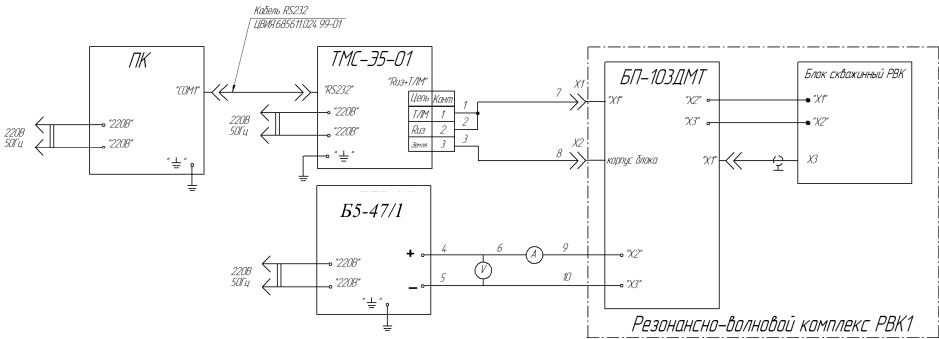 Кабель RS232
ЦВИЯ.685611.024 99-01
ПК
"COM1"
220В
50Гц
"220В"
"220В"
"⏚"
ТМС-Э5-01
"RS232"
"Rиз+ТЛМ"
Цепь Конт
ТЛМ 1
Rиз 2
Земля 3
220В
50Гц
"220В"
"220В"
"⏚"
1
2
3
7
X1
8
X2
Б5-47/1
220В
50Гц
"220В"
"220В"
"⏚"
+
−
4
5
6
V
A
9
10
БП-103ДМТ
"X1"
корпус блока
"X2"
"X3"
"X1"
"X2"
"X3"
Блок скважинный РВК
"X1"
"X2"
X3
Резонансно-волновой комплекс РВК1